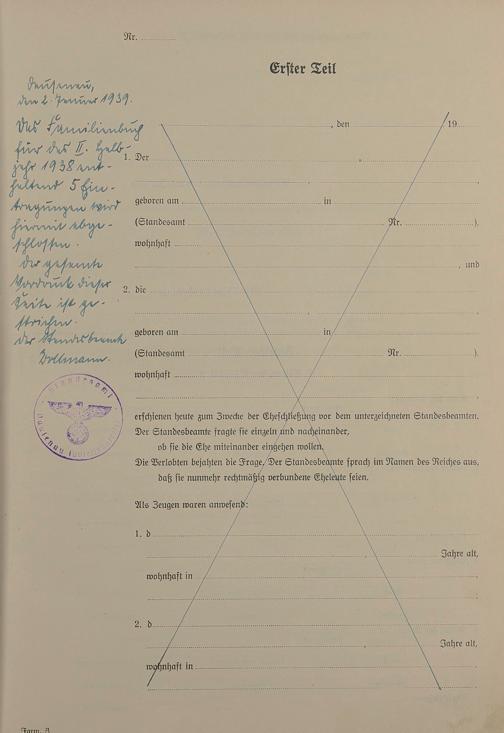 Nr.
Erster Teil
den 2. Januar 1939.
Das Familienbuch
für das II. Halb-
jahr 1938 ent-
haltend 5 Ein-
tragungen wird
hiermit abge-
schlossen.
Der gesamte
Vordruck dieser
Seite ist ge-
strichen.
Der Standesbeamte
, den 19
1. Der
,
geboren am in
(Standesamt Nr. ),
wohnhaft
, und
2. die
,
geboren am in
(Standesamt Nr. ),
wohnhaft
,
erschienen heute zum Zwecke der Eheschließung vor dem unterzeichneten Standesbeamten.
Der Standesbeamte fragte sie einzeln und nacheinander,
ob sie die Ehe miteinander eingehen wollen.
Die Verlobten bejahten die Frage. Der Standesbeamte sprach im Namen des Reiches aus,
daß sie nunmehr rechtmäßig verbundene Eheleute seien.
Als Zeugen waren anwesend:
1. d
, Jahre alt,
wohnhaft in
2. d
, Jahre alt,
wohnhaft in
Form. A.